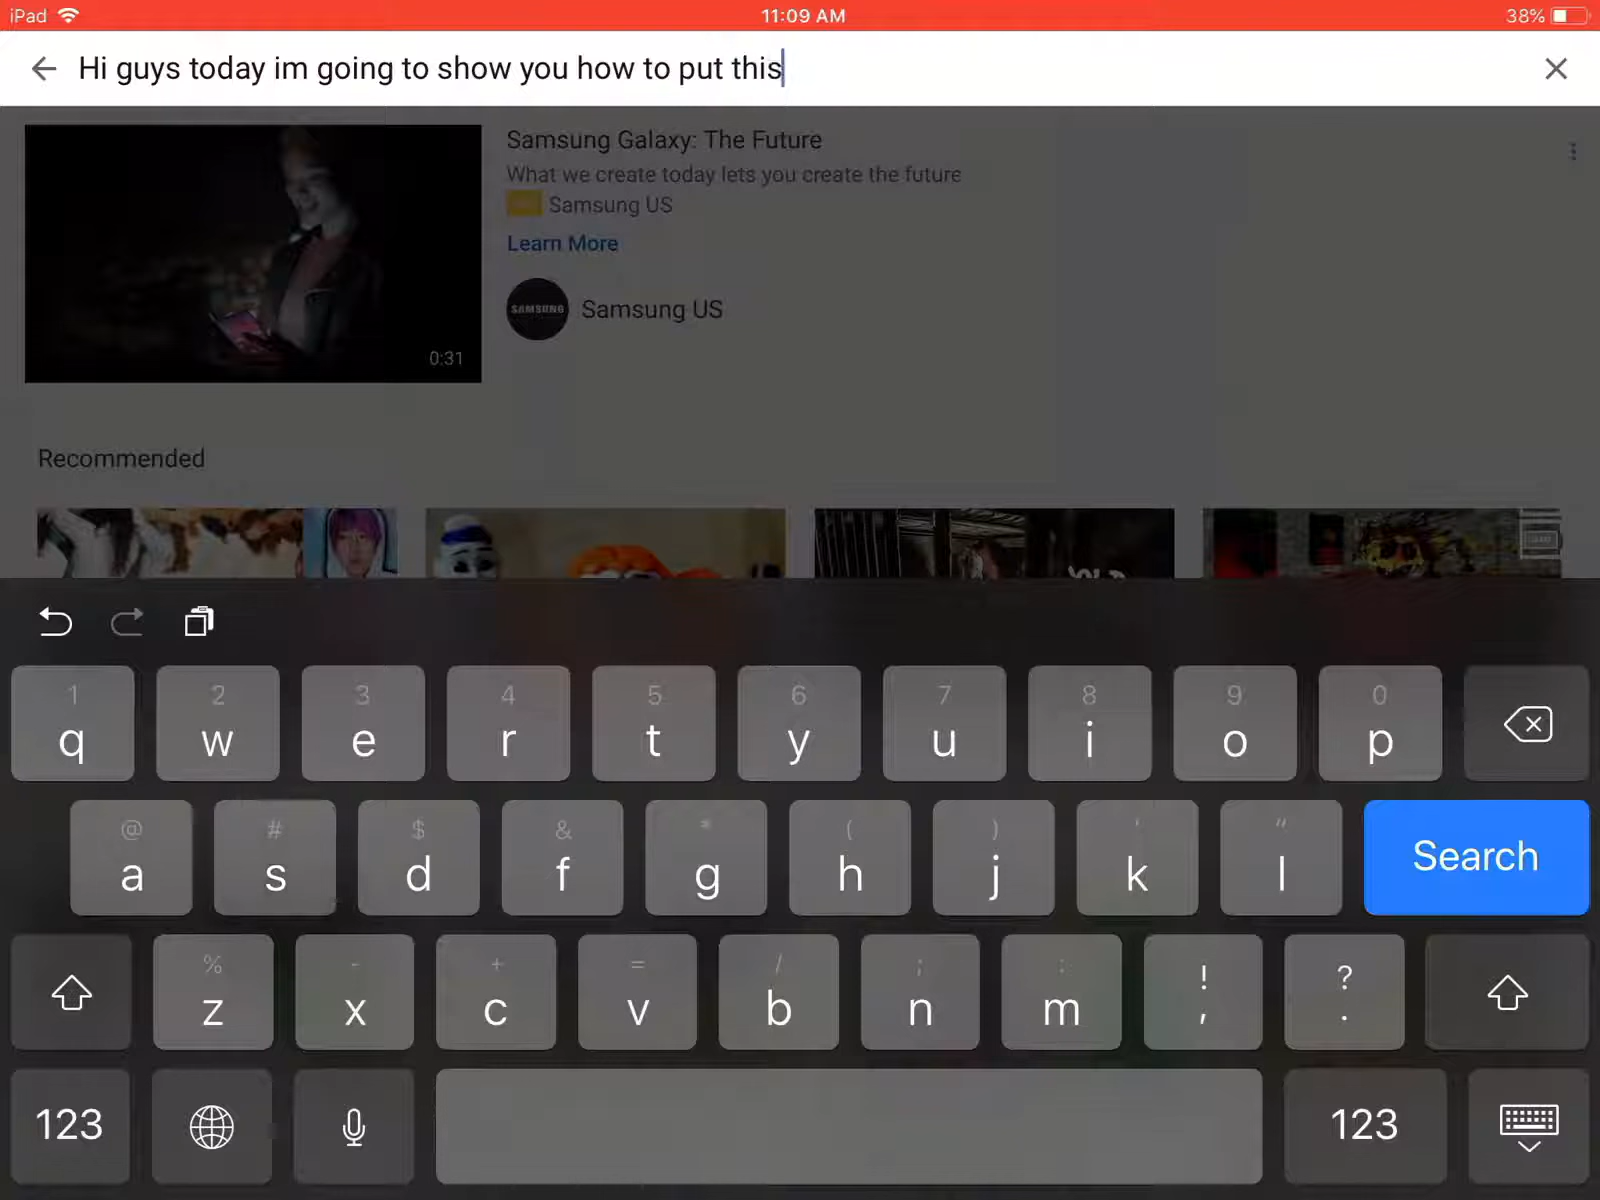 iPad 11:09 AM 38%
Hi guys today im going to show you how to put this
Samsung Galaxy: The Future
What we create today lets you create the future
Samsung US
Learn More
SAMSUNG Samsung US
0:31
Recommended
1 2 3 4 5 6 7 8 9 0
q w e r t y u i o p
@ # $ & * ( ) ' "
a s d f g h j k l Search
% - + = / ; : ! ?
z x c v b n m , .
123 123